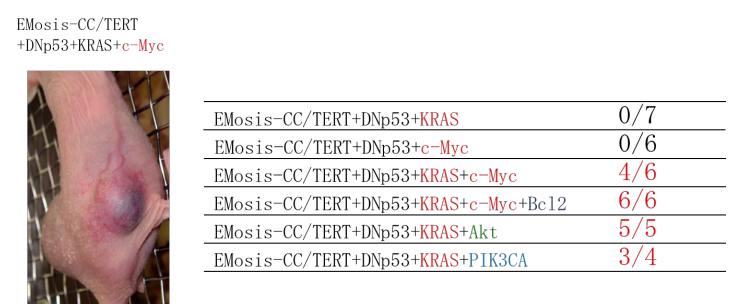 EMosis-CC/TERT
+DNp53+KRAS+c-Myc
EMosis-CC/TERT+DNp53+KRAS 0/7
EMosis-CC/TERT+DNp53+c-Myc 0/6
EMosis-CC/TERT+DNp53+KRAS+c-Myc 4/6
EMosis-CC/TERT+DNp53+KRAS+c-Myc+Bcl2 6/6
EMosis-CC/TERT+DNp53+KRAS+Akt 5/5
EMosis-CC/TERT+DNp53+KRAS+PIK3CA 3/4